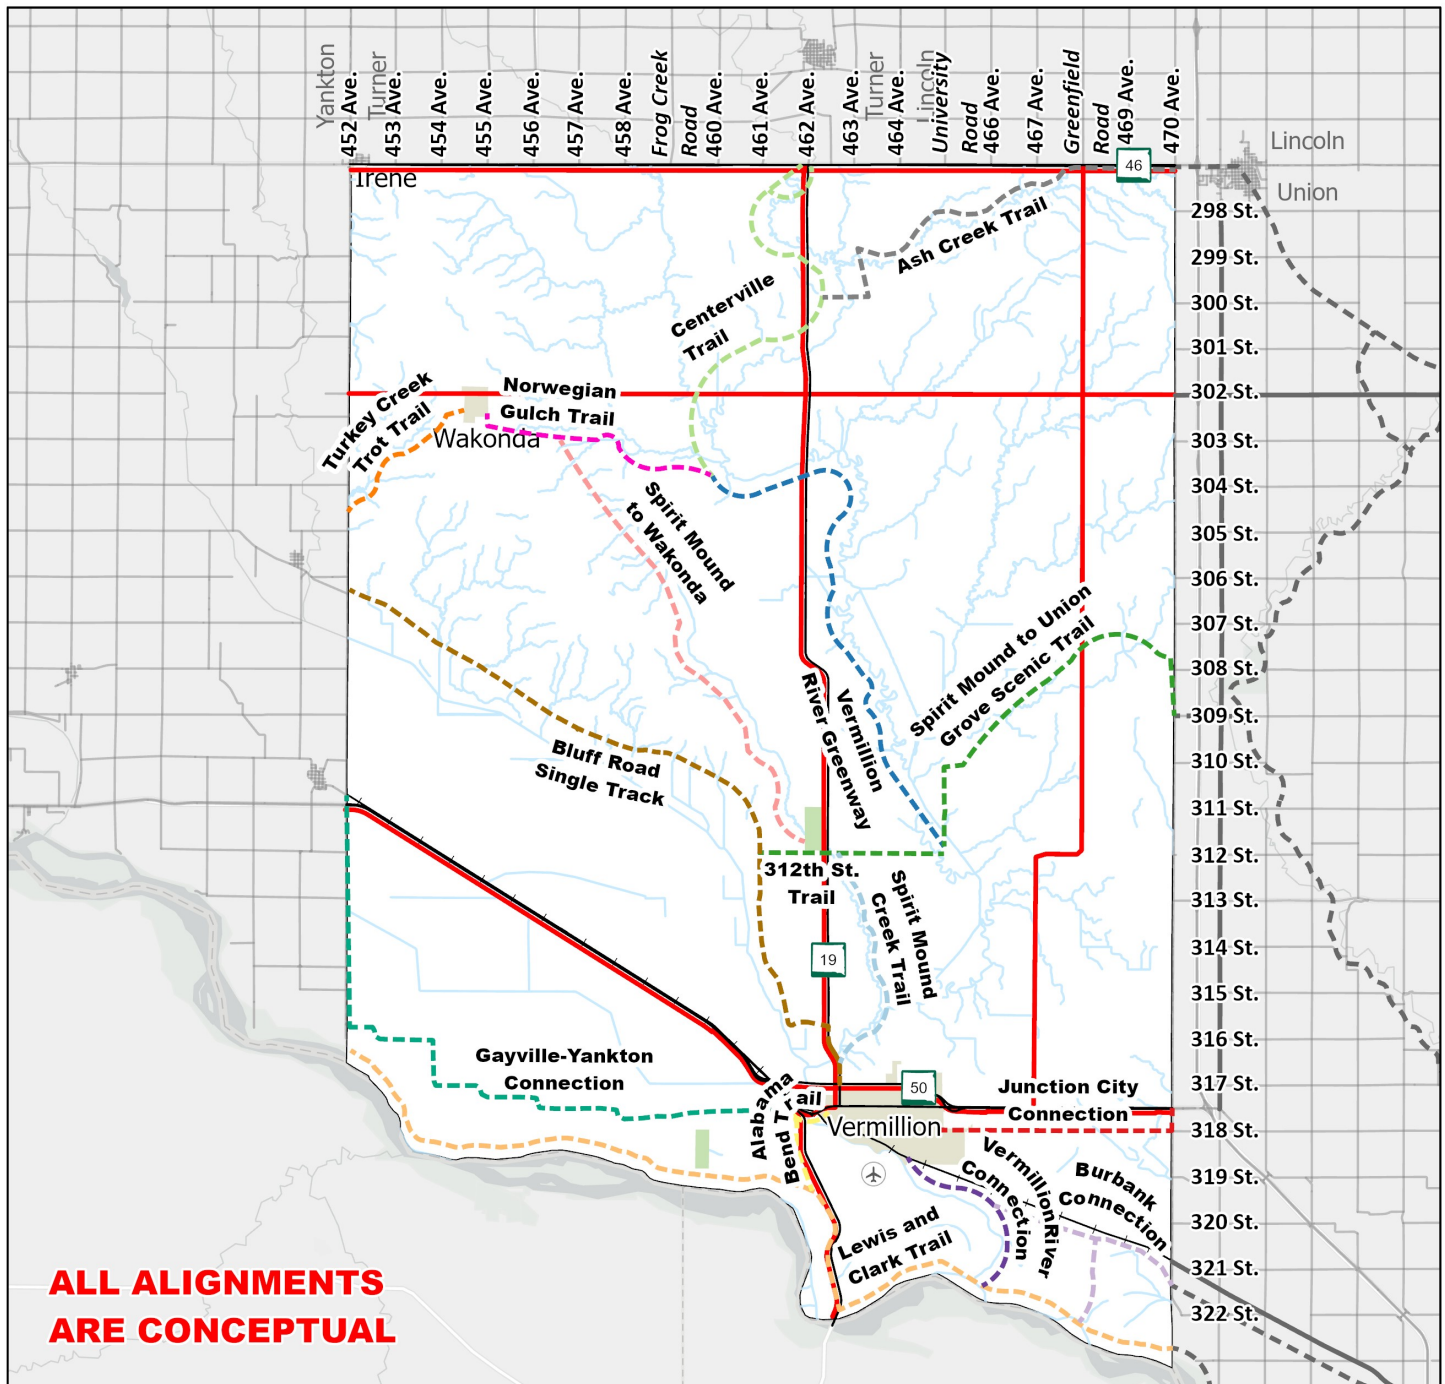 Yankton
452 Ave.
Turner
453 Ave.
454 Ave.
455 Ave.
456 Ave.
457 Ave.
458 Ave.
Frog Creek
Road
460 Ave.
461 Ave.
462 Ave.
463 Ave.
Turner
464 Ave.
Lincoln
University
Road
466 Ave.
467 Ave.
Greenfield
Road
469 Ave.
470 Ave.
Lincoln
Union
46
Irene
298 St.
299 St.
300 St.
301 St.
302 St.
303 St.
304 St.
305 St.
306 St.
307 St.
308 St.
309 St.
310 St.
311 St.
312 St.
313 St.
314 St.
315 St.
316 St.
317 St.
318 St.
319 St.
320 St.
321 St.
322 St.
Ash Creek Trail
Centerville
Trail
Turkey Creek
Trot Trail
Norwegian
Gulch Trail
Wakonda
Spirit Mound
to Wakonda
Spirit Mound to Union
Grove Scenic Trail
Vermillion
River Greenway
Bluff Road
Single Track
312th St.
Trail
Spirit Mound
Creek Trail
19
Gayville-Yankton
Connection
50
Junction City
Connection
Alabama
Bend Trail
Vermillion
Vermillion River
Connection
Burbank
Connection
Lewis and
Clark Trail
ALL ALIGNMENTS
ARE CONCEPTUAL